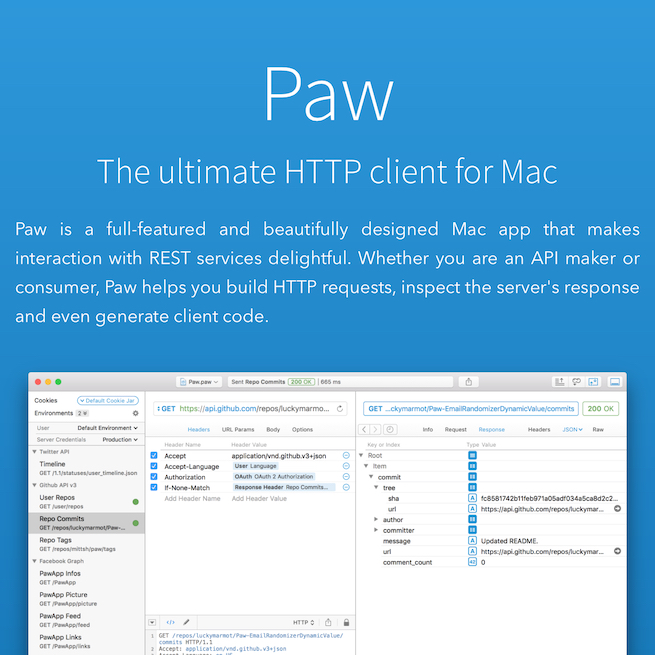 Paw
The ultimate HTTP client for Mac
Paw is a full-featured and beautifully designed Mac app that makes
interaction with REST services delightful. Whether you are an API maker or
consumer, Paw helps you build HTTP requests, inspect the server's response
and even generate client code.
Paw.paw
Sent Repo Commits 200 OK | 665 ms
Cookies Default Cookie Jar
Environments 2
User Default Environment
Server Credentials Production
Twitter API
Timeline
GET /1.1/statuses/user_timeline.json
Github API v3
User Repos
GET /user/repos
Repo Commits
GET /repos/luckymarmot/Paw-...
Repo Tags
GET /repos/mittsh/paw/tags
Facebook Graph
PawApp Infos
GET /PawApp
PawApp Picture
GET /PawApp/picture
PawApp Feed
GET /PawApp/feed
PawApp Links
GET /PawApp/links
GET https://api.github.com/repos/luckymarmo...
Headers URL Params Body Options
Header Name Header Value
Accept application/vnd.github.v3+json
Accept-Language User Language
Authorization OAuth OAuth 2 Authorization
If-None-Match Response Header Repo Commits...
Add Header Name Add Header Value
HTTP
1 GET /repos/luckymarmot/Paw-EmailRandomizerDynamicValue/
commits HTTP/1.1
2 Accept: application/vnd.github.v3+json
GET ...ckymarmot/Paw-EmailRandomizerDynamicValue/commits 200 OK
Info Request Response Headers JSON Raw
Key or Index Type Value
Root
Item
commit
tree
sha A fc8581742b11feb971a05adf034a5ca8d2c2...
url A https://api.github.com/repos/luckymar...
author
committer
message A Updated README.
url A https://api.github.com/repos/luckymar...
comment_count 42 0